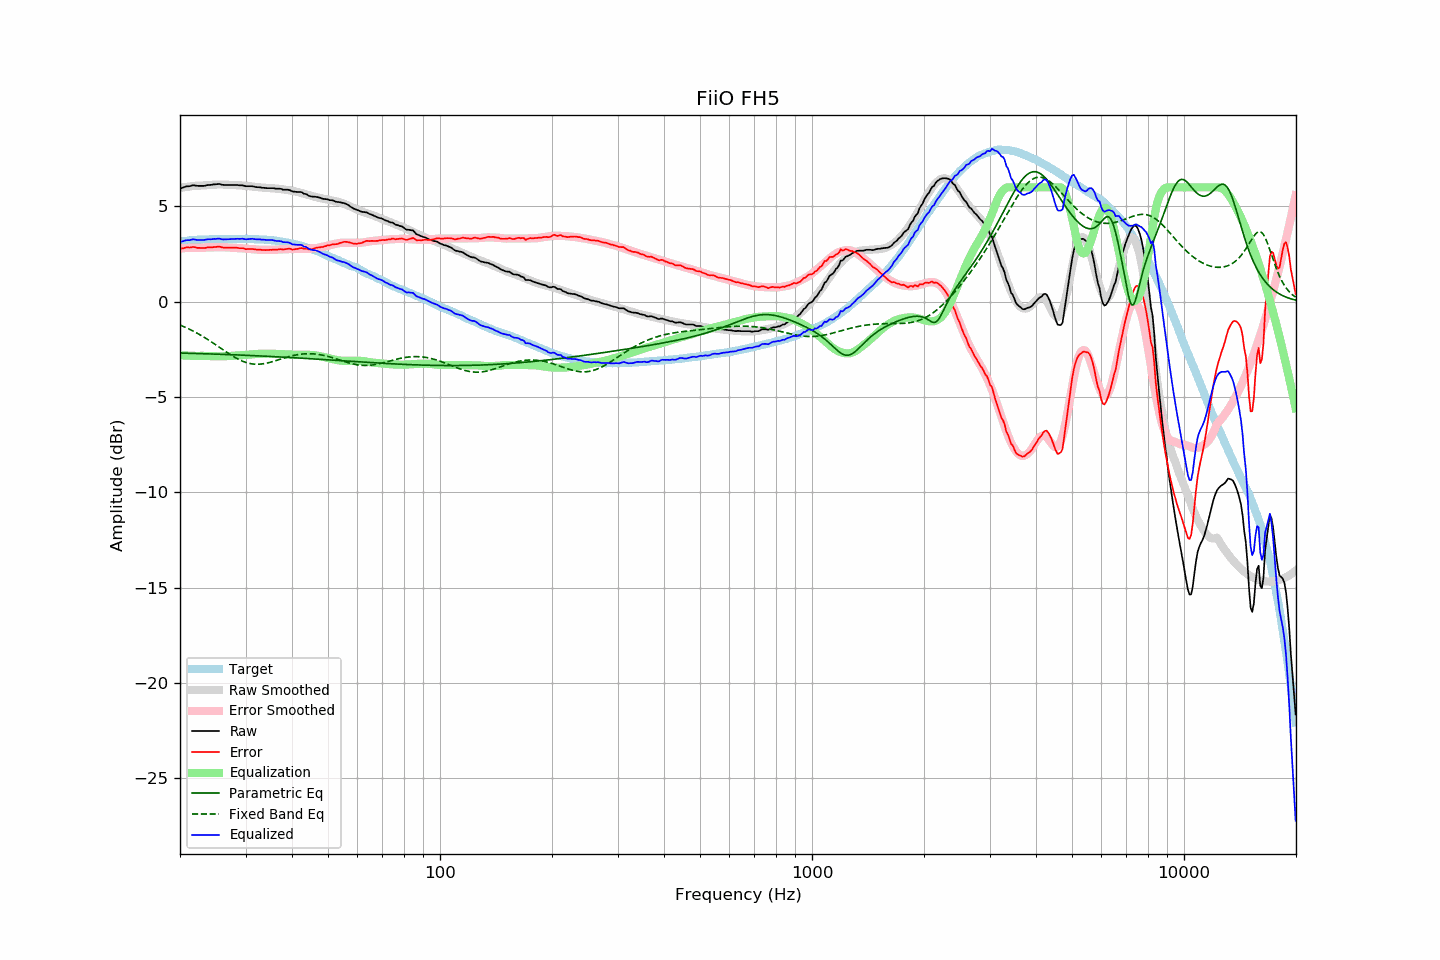 FiiO FH5
Amplitude (dBr)
5
0
−5
−10
−15
−20
−25
Target
Raw Smoothed
Error Smoothed
Raw
Error
Equalization
Parametric Eq
Fixed Band Eq
Equalized
100
1000
10000
Frequency (Hz)